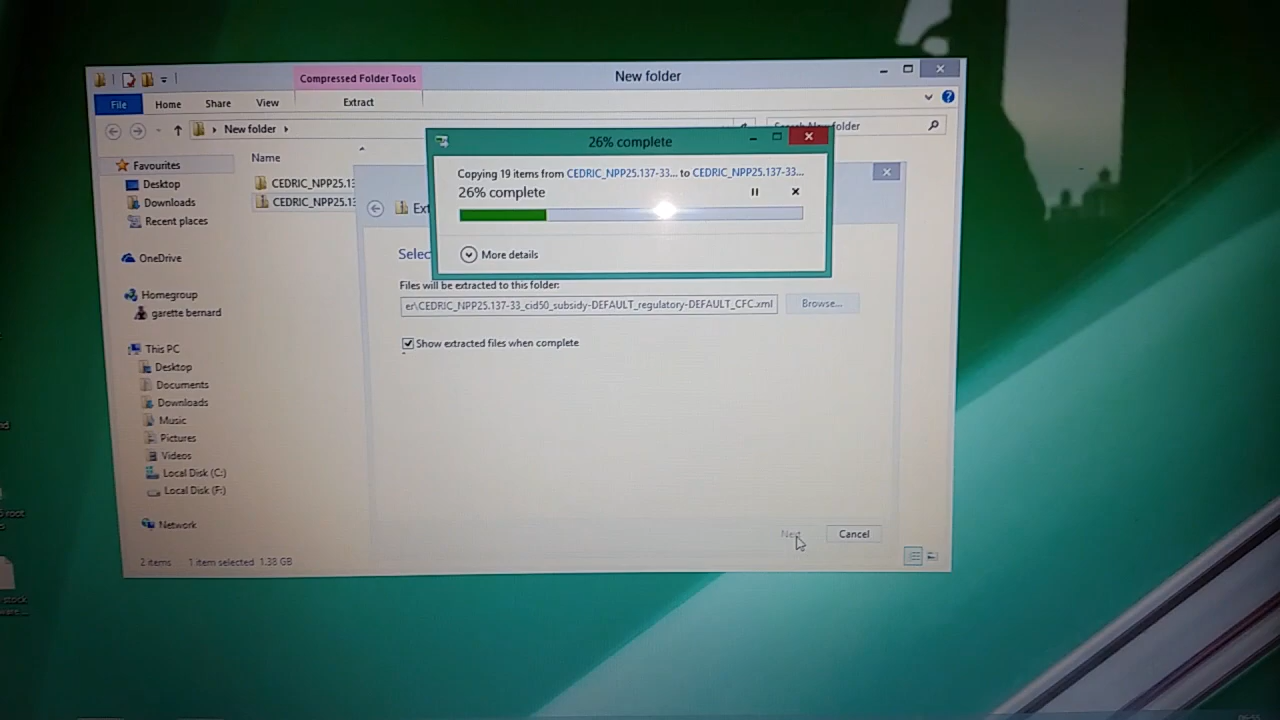 Compressed Folder Tools
New folder
File Home Share View Extract
New folder
folder
Favourites
Desktop
Downloads
Recent places
OneDrive
Homegroup
garette bernard
This PC
Desktop
Documents
Downloads
Music
Pictures
Videos
Local Disk (C:)
Local Disk (F:)
Network
Name
CEDRIC_NPP25.13
CEDRIC_NPP25.13
26% complete
Copying 19 items from CEDRIC_NPP25.137-33... to CEDRIC_NPP25.137-33...
26% complete
More details
Ext
Selec
Files will be extracted to this folder:
er\CEDRIC_NPP25.137-33_cid50_subsidy-DEFAULT_regulatory-DEFAULT_CFC.xml
Browse...
Show extracted files when complete
Cancel
2 items 1 item selected 1.38 GB
root
stock